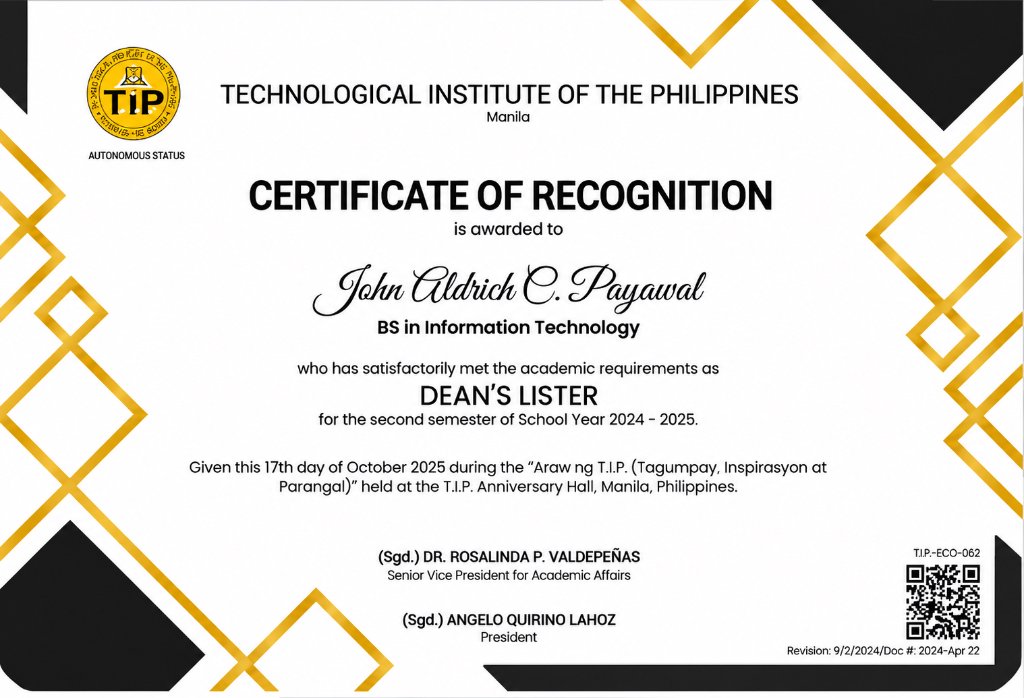 TIP
AUTONOMOUS STATUS
TECHNOLOGICAL INSTITUTE OF THE PHILIPPINES
Manila
CERTIFICATE OF RECOGNITION
is awarded to
John Aldrich C. Payawal
BS in Information Technology
who has satisfactorily met the academic requirements as
DEAN'S LISTER
for the second semester of School Year 2024 - 2025.
Given this 17th day of October 2025 during the “Araw ng T.I.P. (Tagumpay, Inspirasyon at
Parangal)” held at the T.I.P. Anniversary Hall, Manila, Philippines.
(Sgd.) DR. ROSALINDA P. VALDEPEÑAS
Senior Vice President for Academic Affairs
(Sgd.) ANGELO QUIRINO LAHOZ
President
T.I.P.-ECO-062
Revision: 9/2/2024/Doc #: 2024-Apr 22